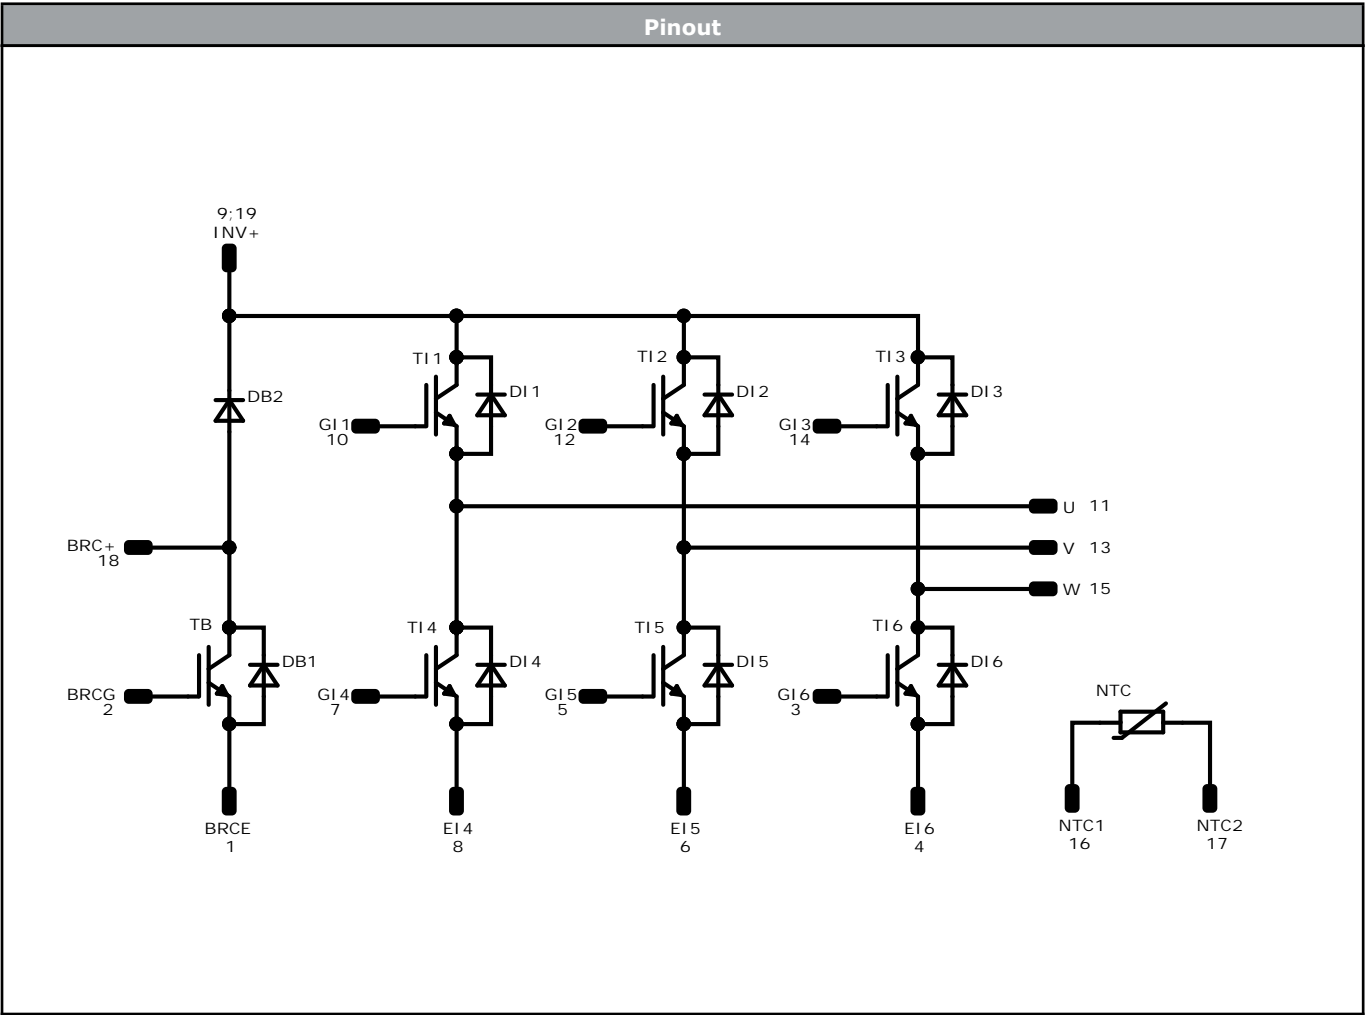 Pinout
9;19
INV+
TI1
TI2
TI3
DB2
DI1
DI2
DI3
GI1
10
GI2
12
GI3
14
U 11
BRC+
18
V 13
W 15
TB
TI4
TI5
TI6
DB1
DI4
DI5
DI6
BRCG
2
GI4
7
GI5
5
GI6
3
NTC
BRCE
1
EI4
8
EI5
6
EI6
4
NTC1
16
NTC2
17